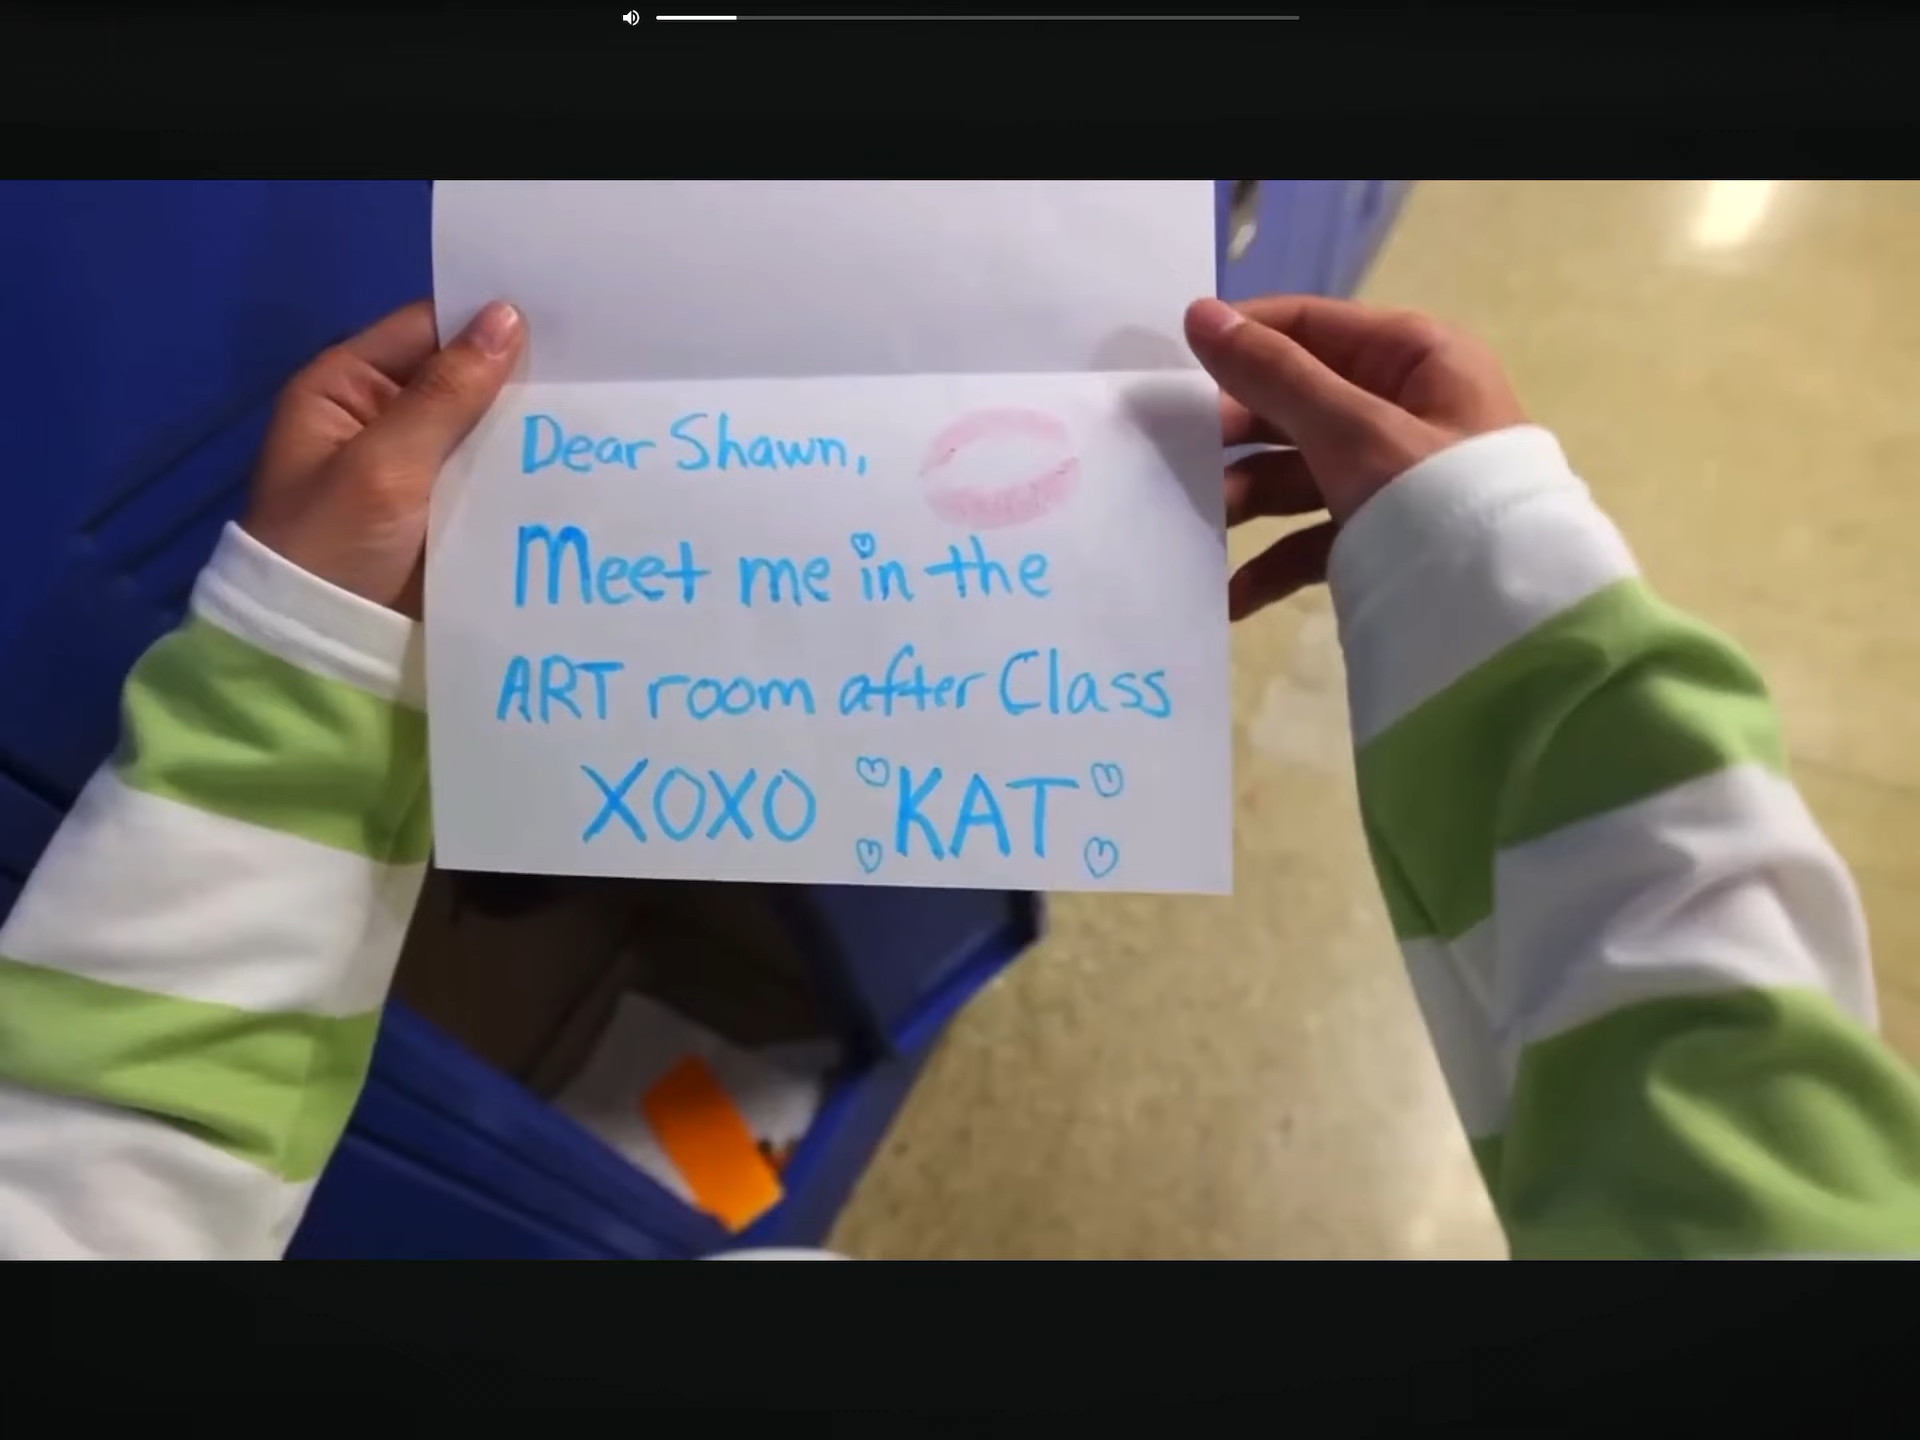 Dear Shawn,
Meet me in the
ART room after Class
XOXO KAT